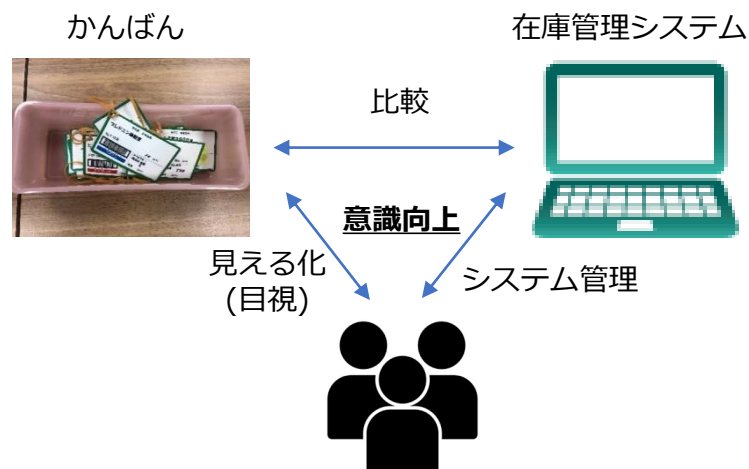 かんばん
在庫管理システム
比較
意識向上
見える化
(目視)
システム管理